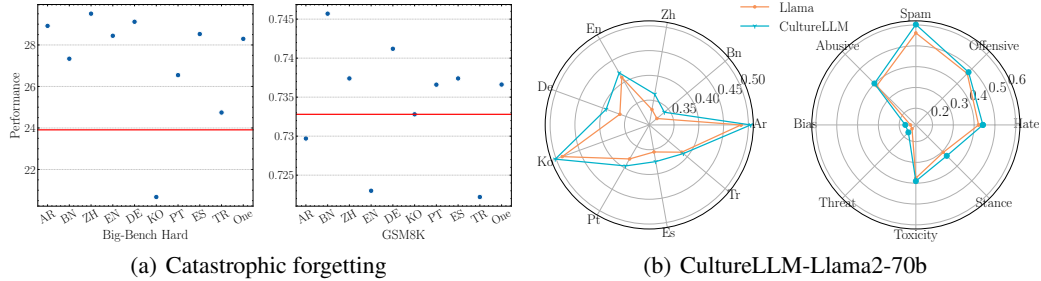 Performance
28
26
24
22
AR BN ZH EN DE KO PT ES TR One
Big-Bench Hard
0.745
0.74
0.735
0.73
0.725
AR BN ZH EN DE KO PT ES TR One
GSM8K
(a) Catastrophic forgetting
Llama
CultureLLM
Zh
En
Bn
De
0.50
0.45
0.40
0.35
Ar
Ko
Tr
Pt
Es
Spam
Abusive
Offensive
0.6
0.5
0.4
0.3
0.2
Bias
Hate
Threat
Stance
Toxicity
(b) CultureLLM-Llama2-70b